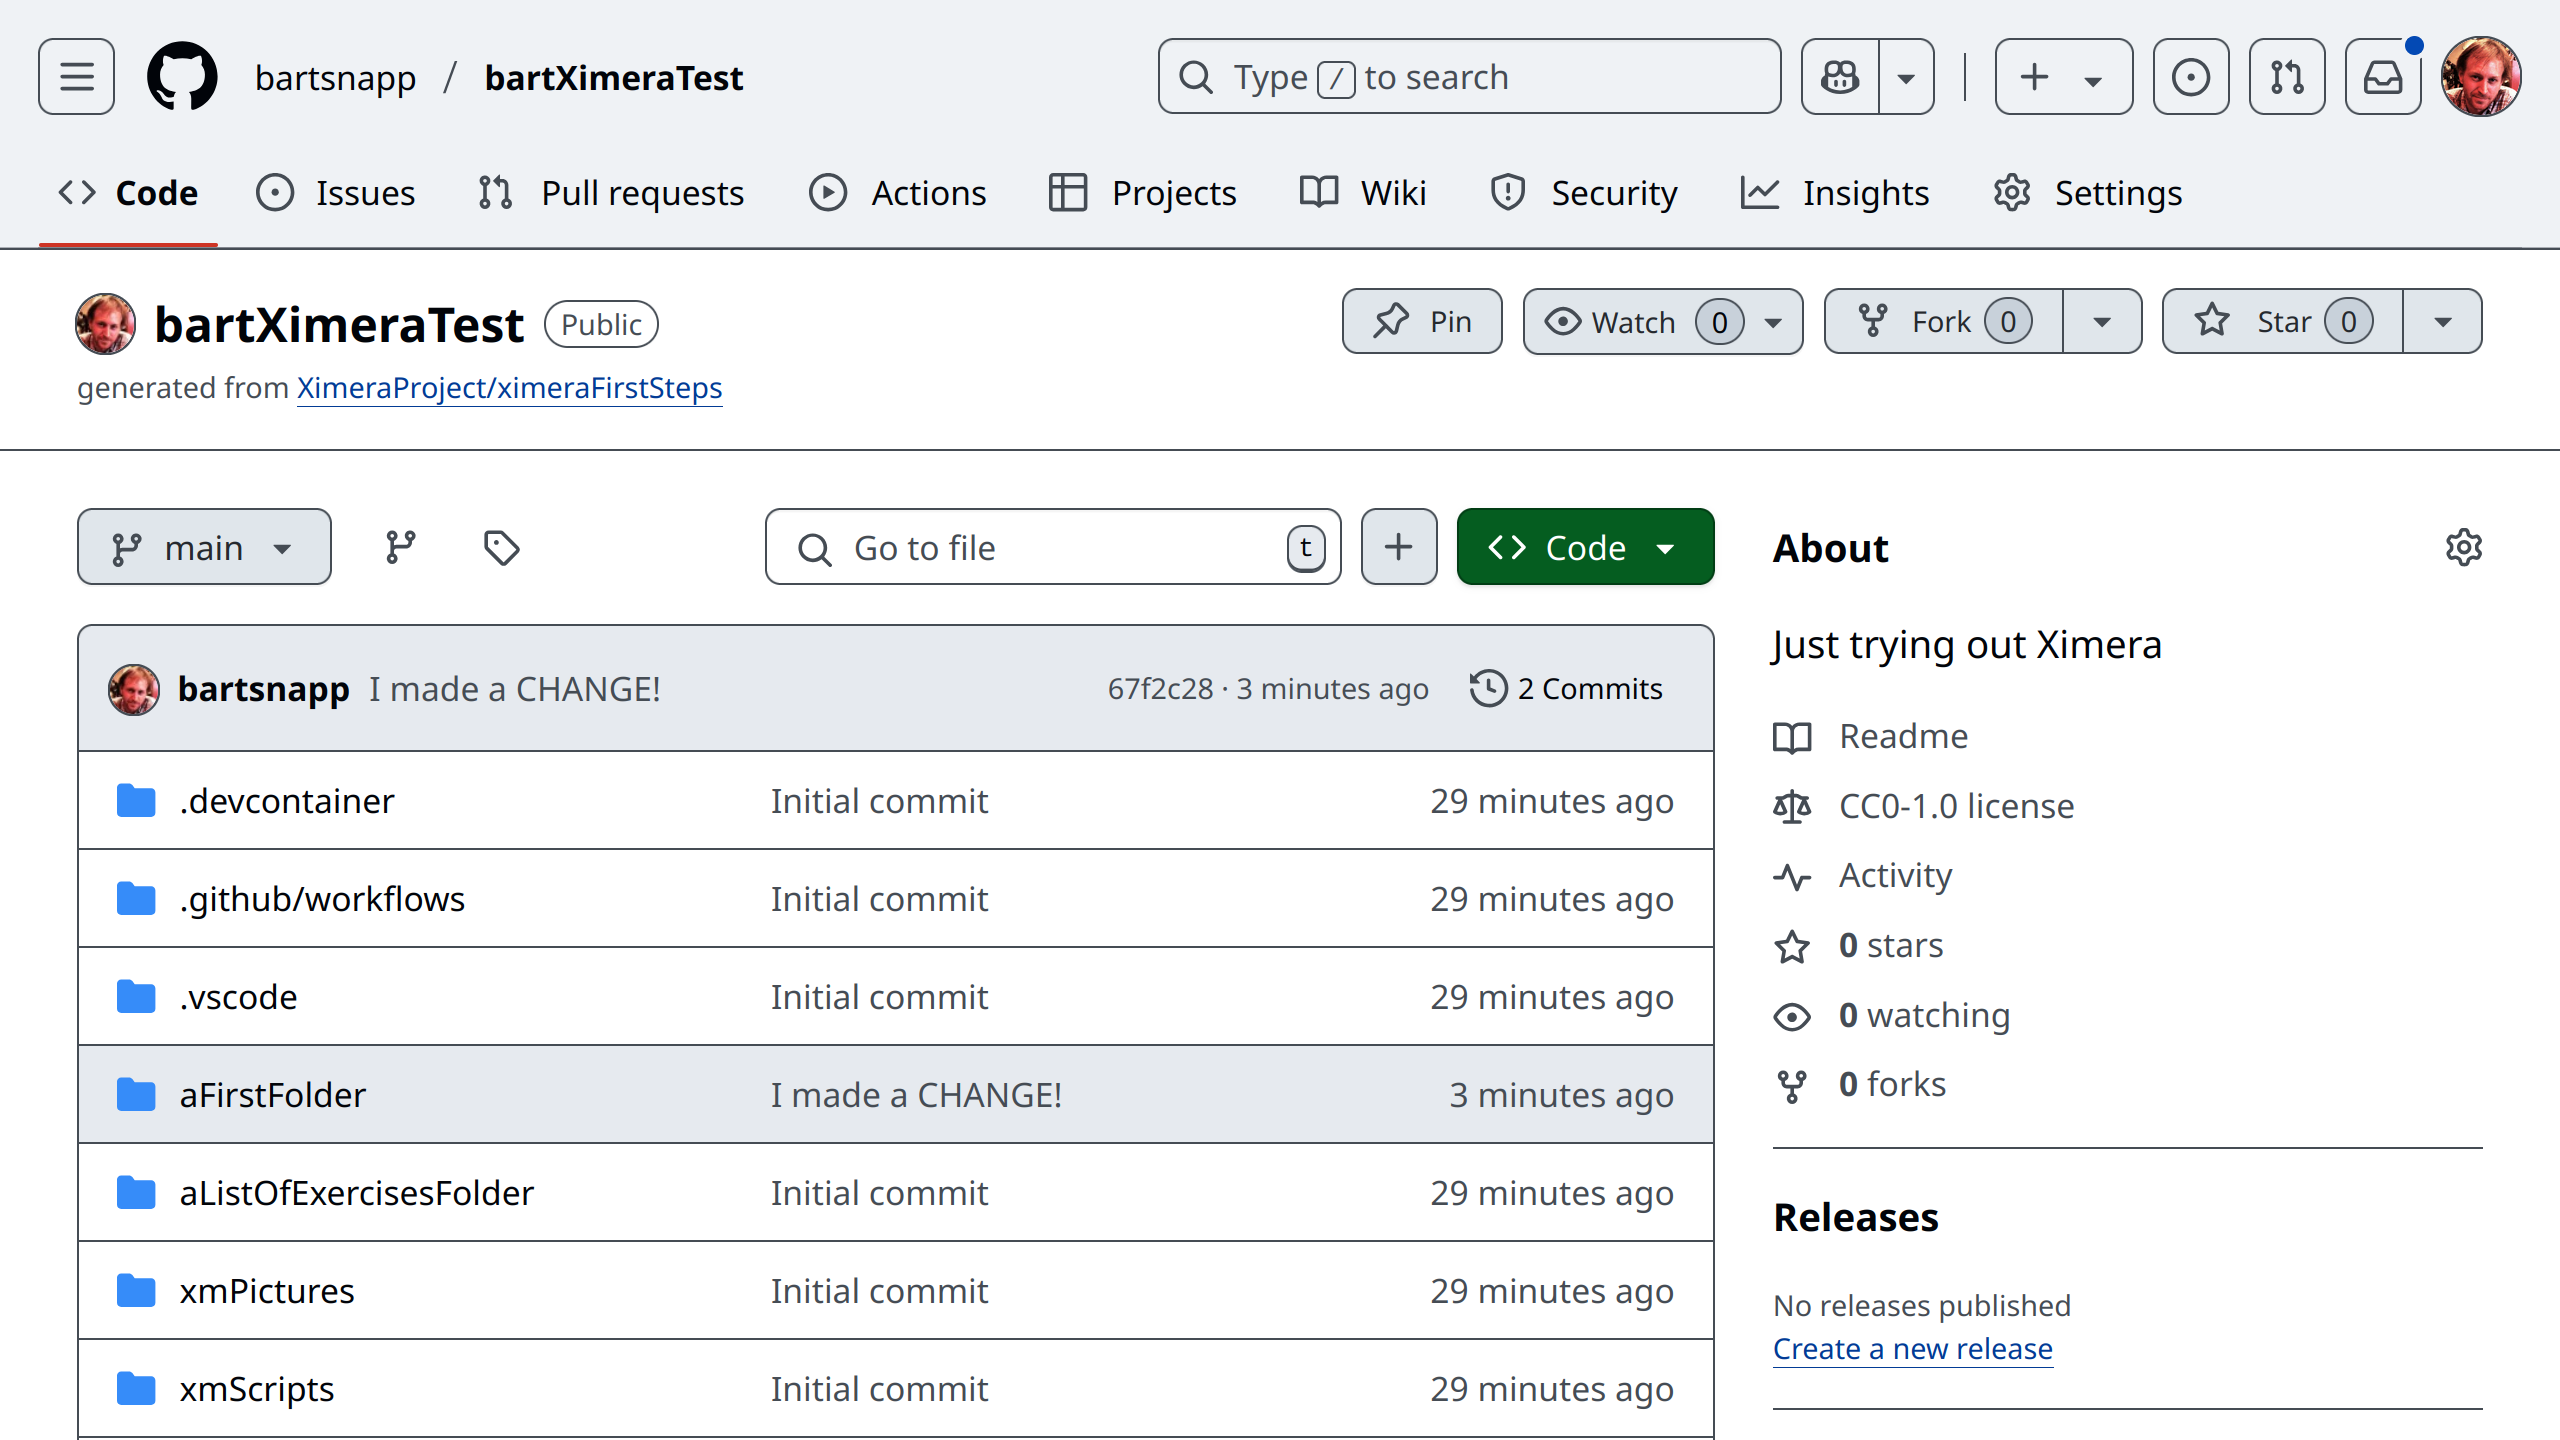 bartsnapp / bartXimeraTest Type / to search
Code Issues Pull requests Actions Projects Wiki Security Insights Settings
bartXimeraTest Public Pin Watch 0 Fork 0 Star 0
generated from XimeraProject/ximeraFirstSteps
main Go to file t Code
bartsnapp I made a CHANGE! 67f2c28 · 3 minutes ago 2 Commits
.devcontainer Initial commit 29 minutes ago
.github/workflows Initial commit 29 minutes ago
.vscode Initial commit 29 minutes ago
aFirstFolder I made a CHANGE! 3 minutes ago
aListOfExercisesFolder Initial commit 29 minutes ago
xmPictures Initial commit 29 minutes ago
xmScripts Initial commit 29 minutes ago
About
Just trying out Ximera
Readme
CC0-1.0 license
Activity
0 stars
0 watching
0 forks
Releases
No releases published
Create a new release